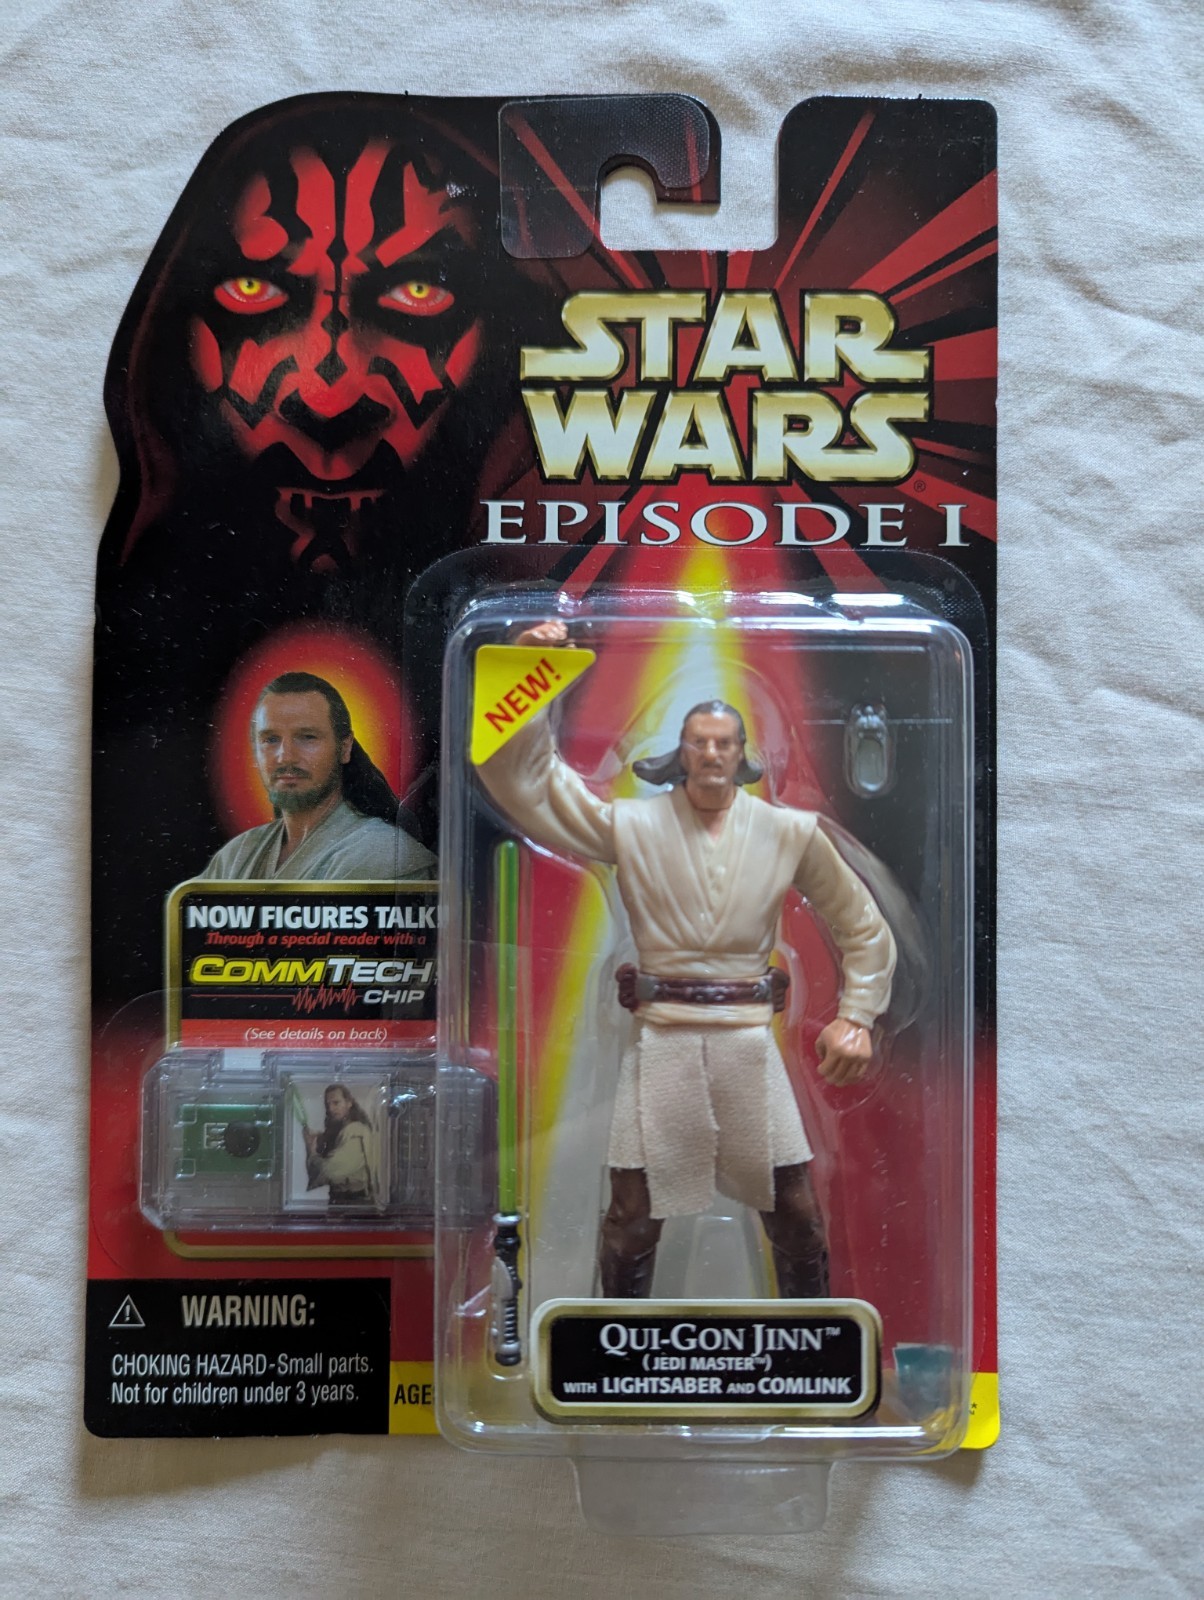 STAR
WARS®
EPISODE I
NEW!
NOW FIGURES TALK!
Through a special reader with a
COMMTECH
CHIP
(See details on back)
WARNING:
CHOKING HAZARD-Small parts.
Not for children under 3 years.
AGE
QUI-GON JINN™
(JEDI MASTER™)
WITH LIGHTSABER AND COMLINK